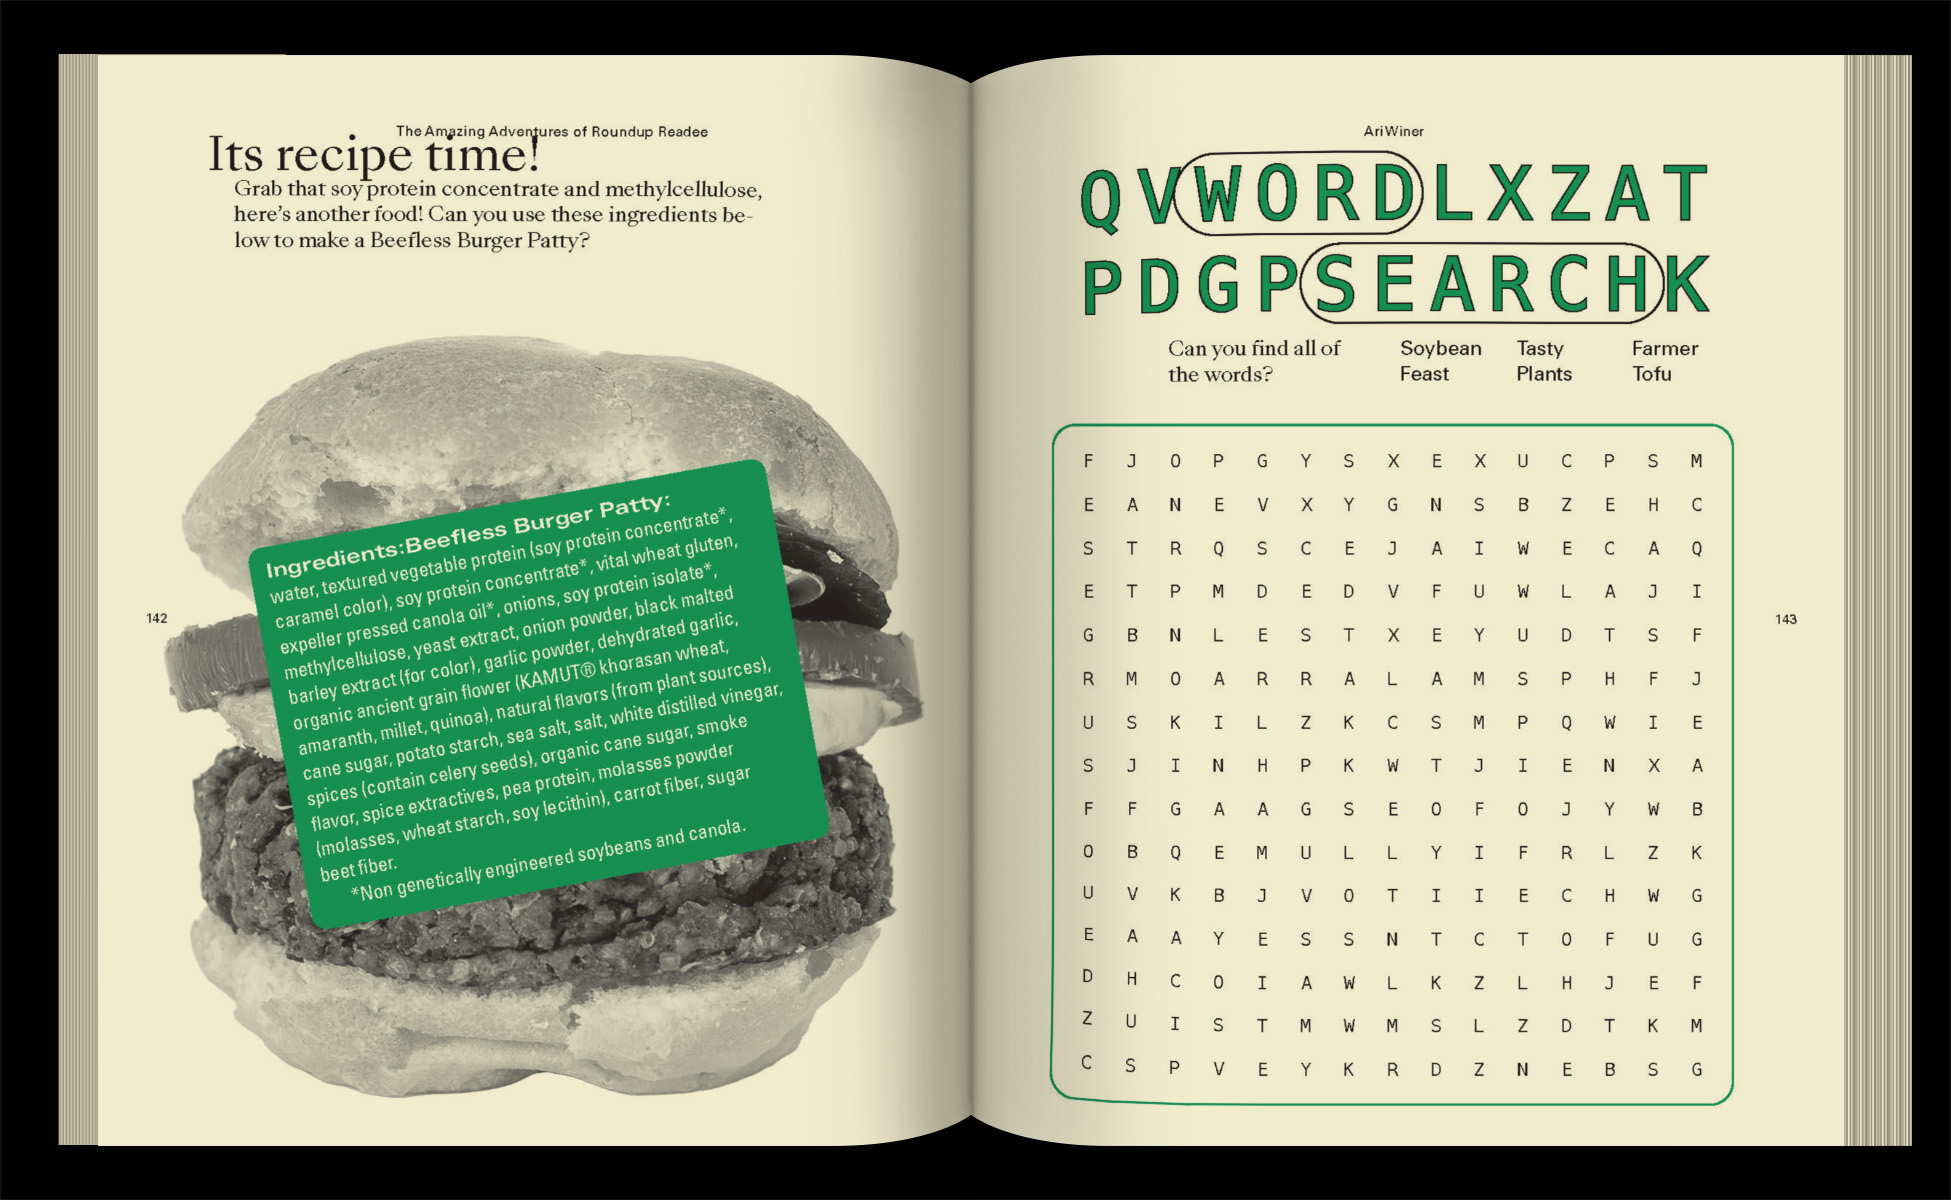 The Amazing Adventures of Roundup Readee
Its recipe time!
Grab that soy protein concentrate and methylcellulose,
here's another food! Can you use these ingredients be-
low to make a Beefless Burger Patty?
Ingredients:Beefless Burger Patty:
water, textured vegetable protein (soy protein concentrate*,
caramel color), soy protein concentrate*, vital wheat gluten,
expeller pressed canola oil*, onions, soy protein isolate*,
methylcellulose, yeast extract, onion powder, black malted
barley extract (for color), garlic powder, dehydrated garlic,
organic ancient grain flower (KAMUT® khorasan wheat,
amaranth, millet, quinoa), natural flavors (from plant sources),
cane sugar, potato starch, sea salt, salt, white distilled vinegar,
spices (contain celery seeds), organic cane sugar, smoke
flavor, spice extractives, pea protein, molasses powder
(molasses, wheat starch, soy lecithin), carrot fiber, sugar
beet fiber.
*Non genetically engineered soybeans and canola.
142
Ari Winer
QVWORDLXZAT
PDGPSEARCHK
Can you find all of
the words?
Soybean Tasty Farmer
Feast Plants Tofu
F J O P G Y S X E X U C P S M
E A N E V X Y G N S B Z E H C
S T R Q S C E J A I W E C A Q
E T P M D E D V F U W L A J I
G B N L E S T X E Y U D T S F
R M O A R R A L A M S P H F J
U S K I L Z K C S M P Q W I E
S J I N H P K W T J I E N X A
F F G A A G S E O F O J Y W B
O B Q E M U L L Y I F R L Z K
U V K B J V O T I I E C H W G
E A A Y E S S N T C T O F U G
D H C O I A W L K Z L H J E F
Z U I S T M W M S L Z D T K M
C S P V E Y K R D Z N E B S G
143